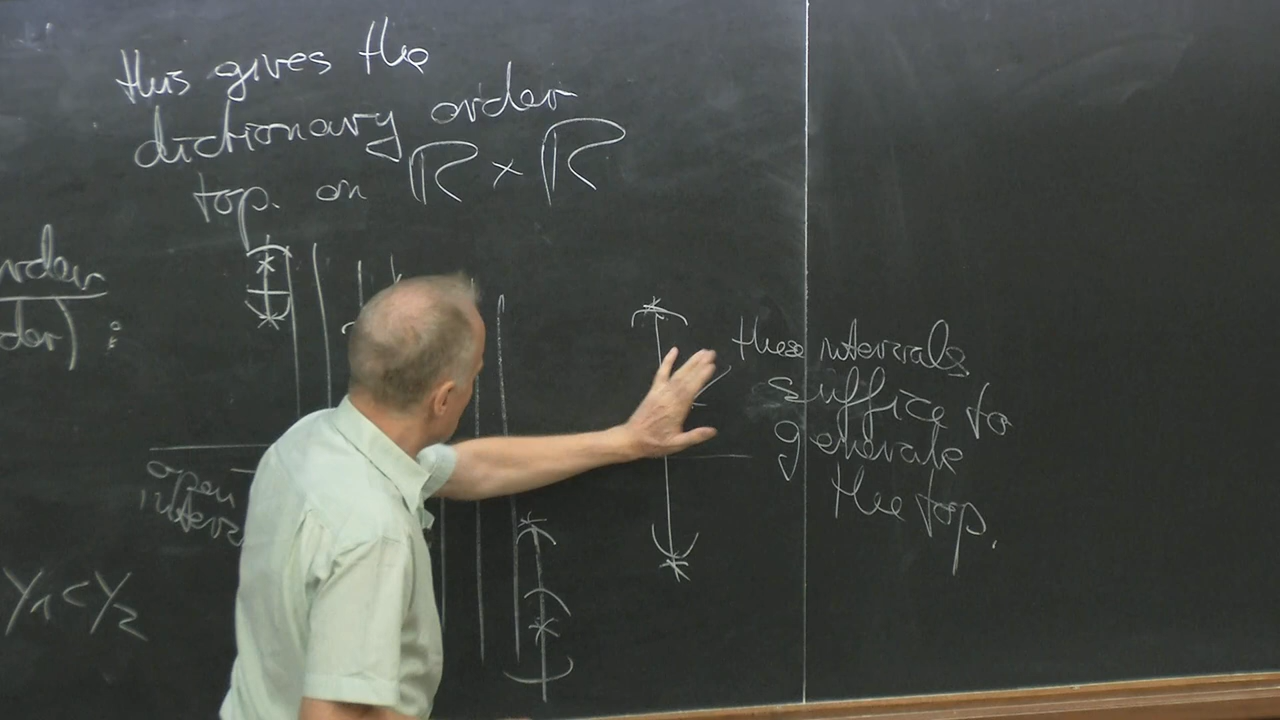 this gives the
dictionary order
top. on ℝ × ℝ
order
der) :
open
interv
y₁ < y₂
these intervals
suffice to
generate
the top.